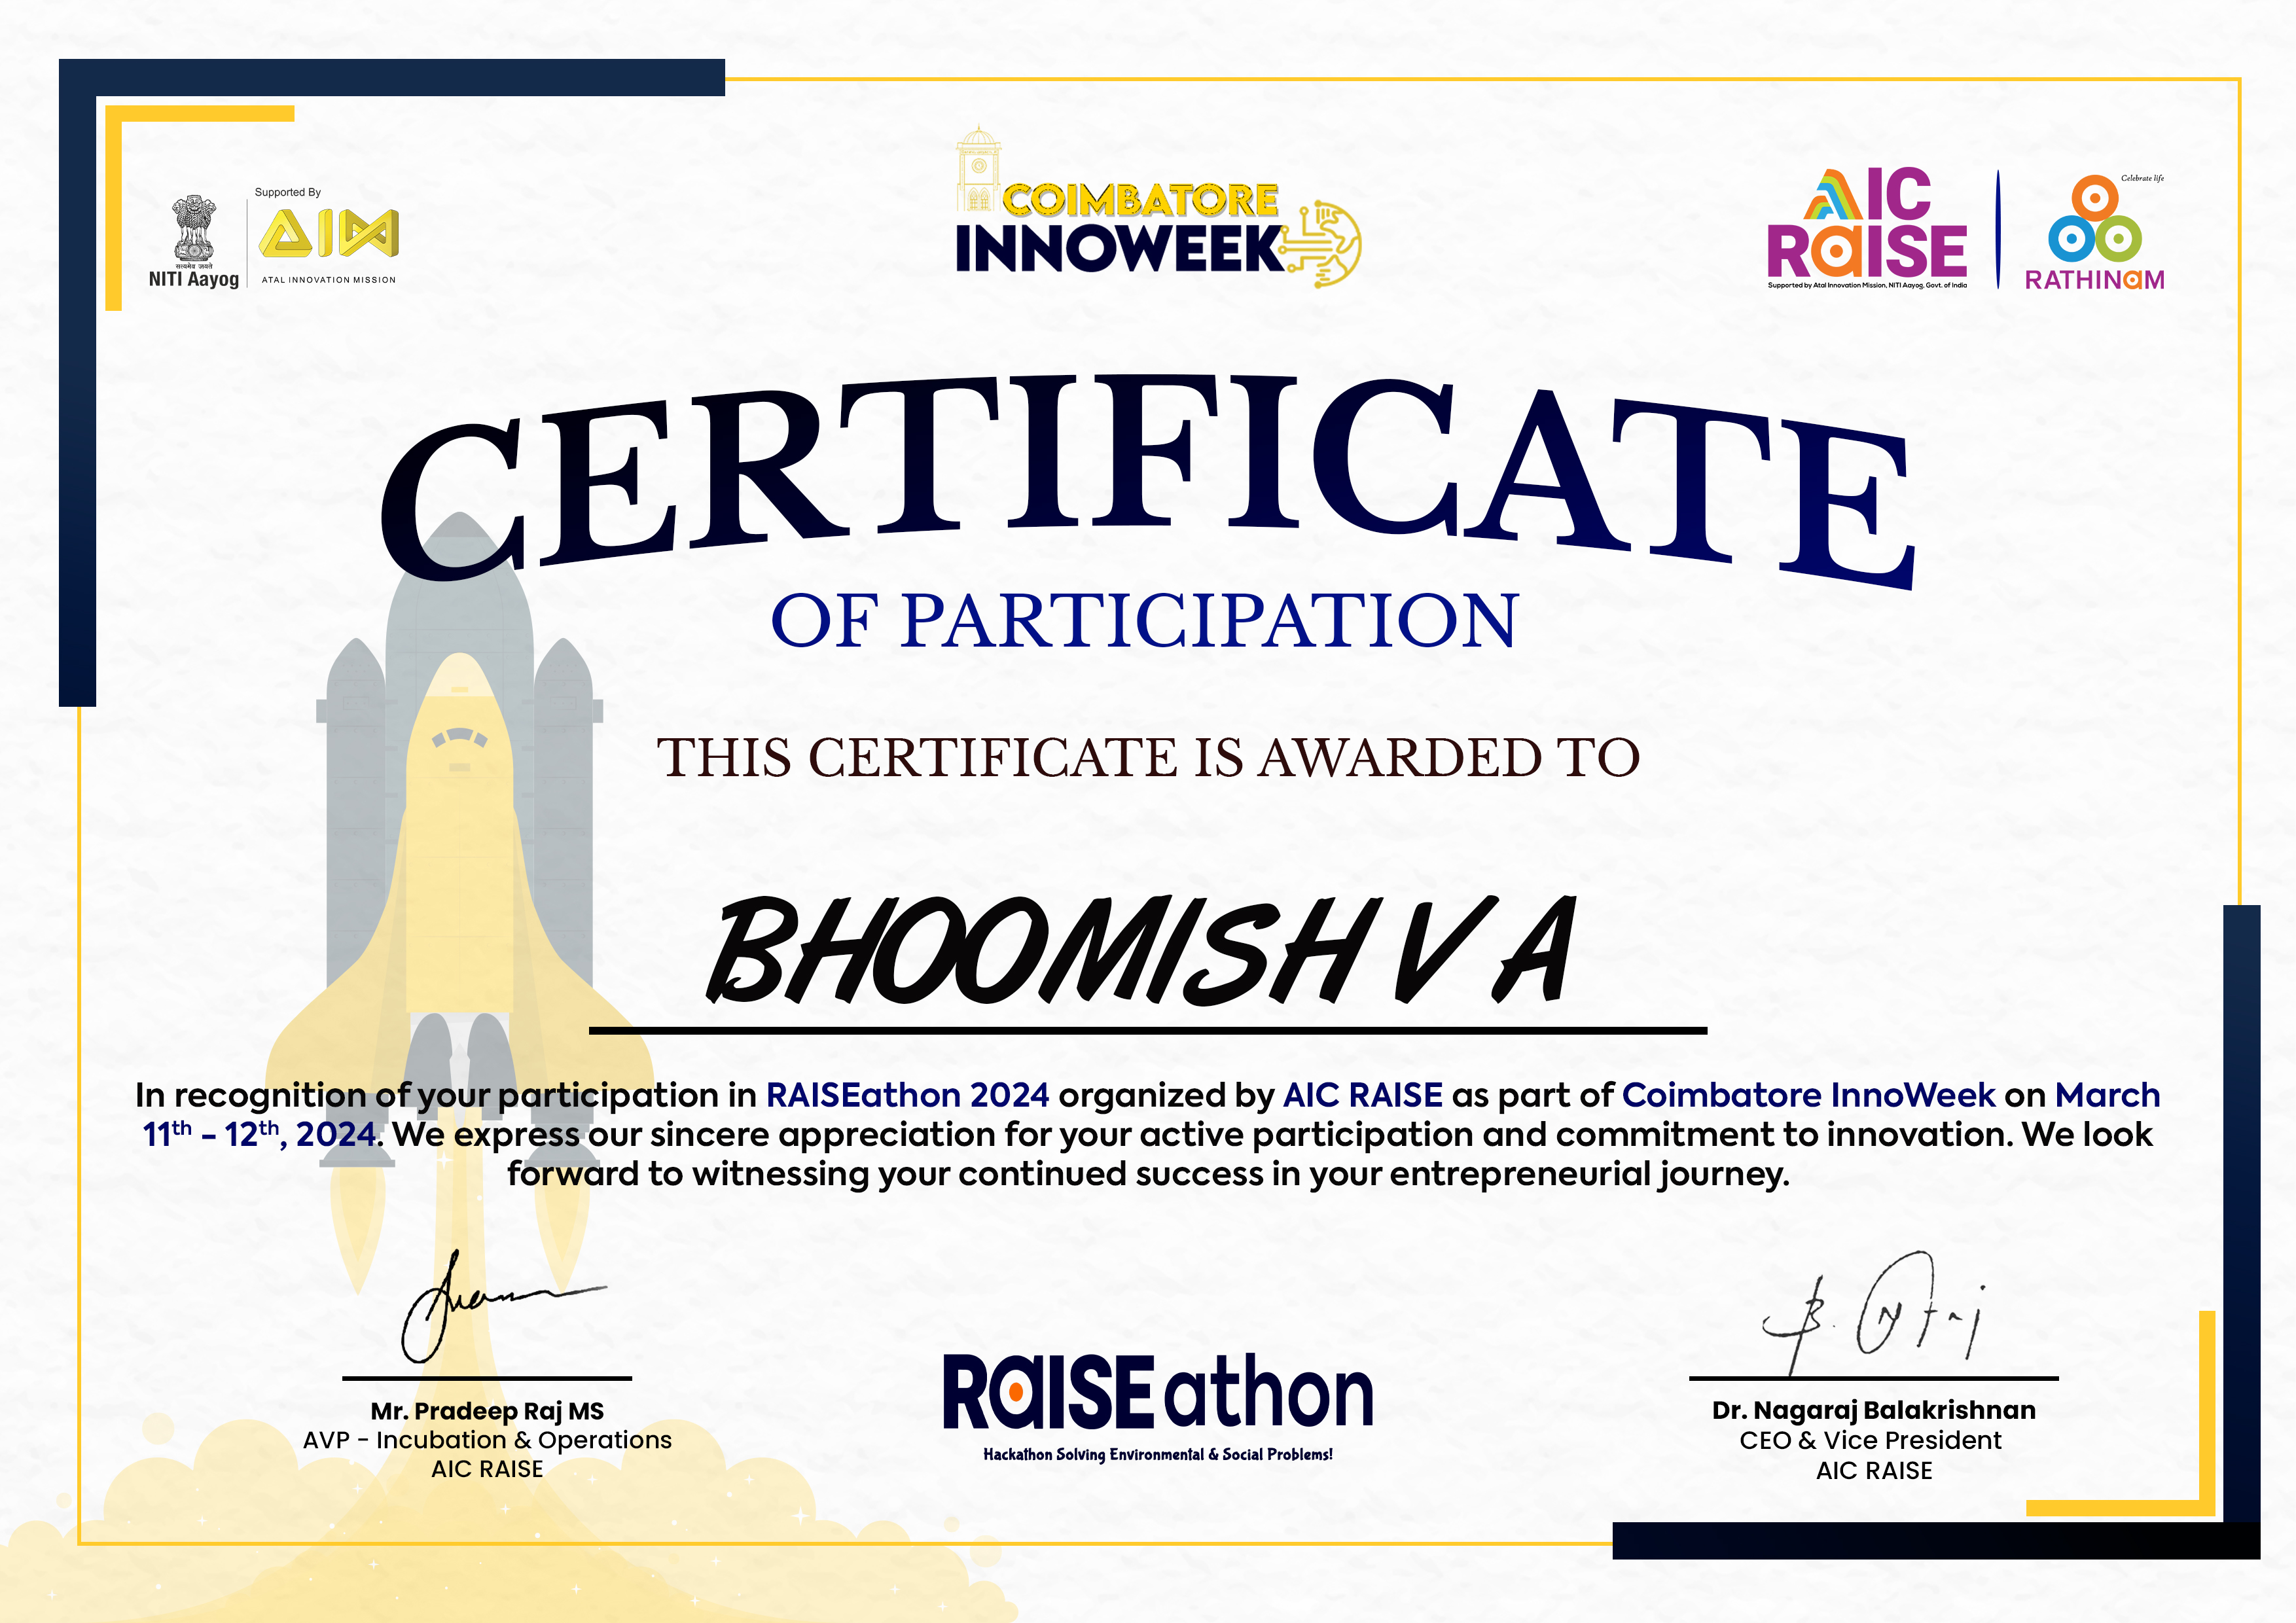 Supported By
सत्यमेव जयते
NITI Aayog
AIM
ATAL INNOVATION MISSION
COIMBATORE
INNOWEEK
AIC
RaISE
Supported by Atal Innovation Mission, NITI Aayog, Govt. of India
Celebrate life
RATHINaM
CERTIFICATE
OF PARTICIPATION
THIS CERTIFICATE IS AWARDED TO
BHOOMISH V A
In recognition of your participation in RAISEathon 2024 organized by AIC RAISE as part of Coimbatore InnoWeek on March
11th - 12th, 2024. We express our sincere appreciation for your active participation and commitment to innovation. We look
forward to witnessing your continued success in your entrepreneurial journey.
Mr. Pradeep Raj MS
AVP - Incubation & Operations
AIC RAISE
RaISEathon
Hackathon Solving Environmental & Social Problems!
Dr. Nagaraj Balakrishnan
CEO & Vice President
AIC RAISE